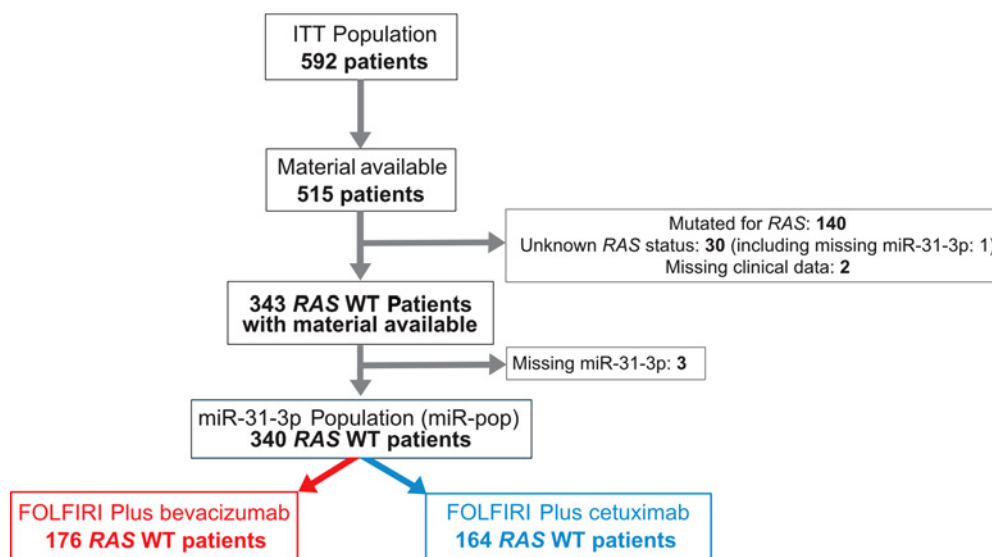 ITT Population
592 patients
Material available
515 patients
Mutated for RAS: 140
Unknown RAS status: 30 (including missing miR-31-3p: 1)
Missing clinical data: 2
343 RAS WT Patients
with material available
Missing miR-31-3p: 3
miR-31-3p Population (miR-pop)
340 RAS WT patients
FOLFIRI Plus bevacizumab
176 RAS WT patients
FOLFIRI Plus cetuximab
164 RAS WT patients